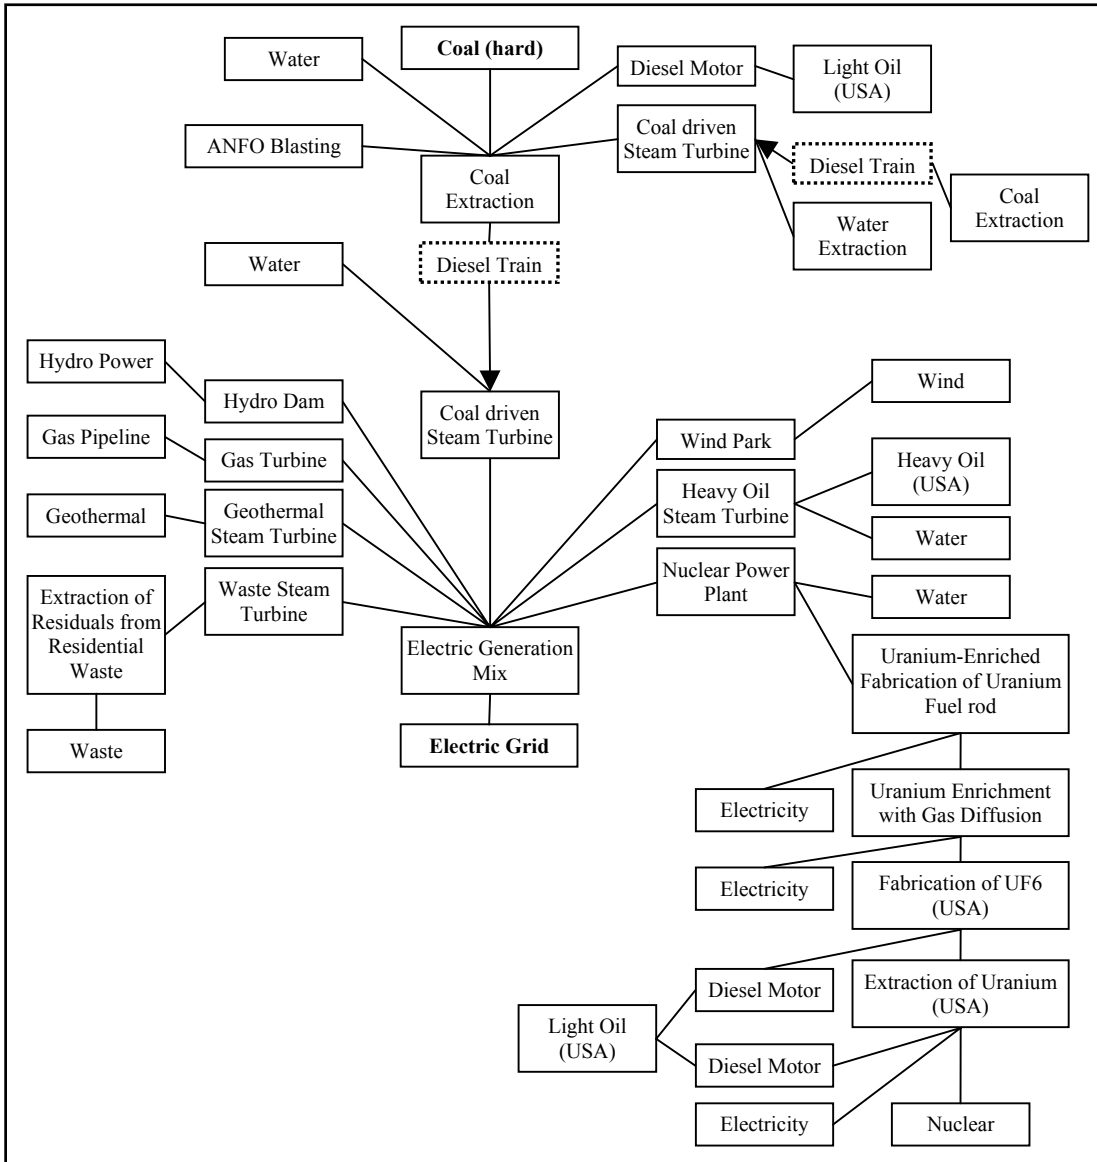 Coal (hard)
Water
Diesel Motor
Light Oil
(USA)
ANFO Blasting
Coal driven
Steam Turbine
Diesel Train
Coal
Extraction
Coal
Extraction
Water
Extraction
Water
Diesel Train
Hydro Power
Hydro Dam
Coal driven
Steam Turbine
Wind
Wind Park
Gas Pipeline
Gas Turbine
Heavy Oil
(USA)
Heavy Oil
Steam Turbine
Geothermal
Geothermal
Steam Turbine
Water
Nuclear Power
Plant
Water
Extraction of
Residuals from
Residential
Waste
Waste Steam
Turbine
Electric Generation
Mix
Uranium-Enriched
Fabrication of Uranium
Fuel rod
Waste
Electric Grid
Electricity
Uranium Enrichment
with Gas Diffusion
Electricity
Fabrication of UF6
(USA)
Diesel Motor
Extraction of Uranium
(USA)
Light Oil
(USA)
Diesel Motor
Electricity
Nuclear